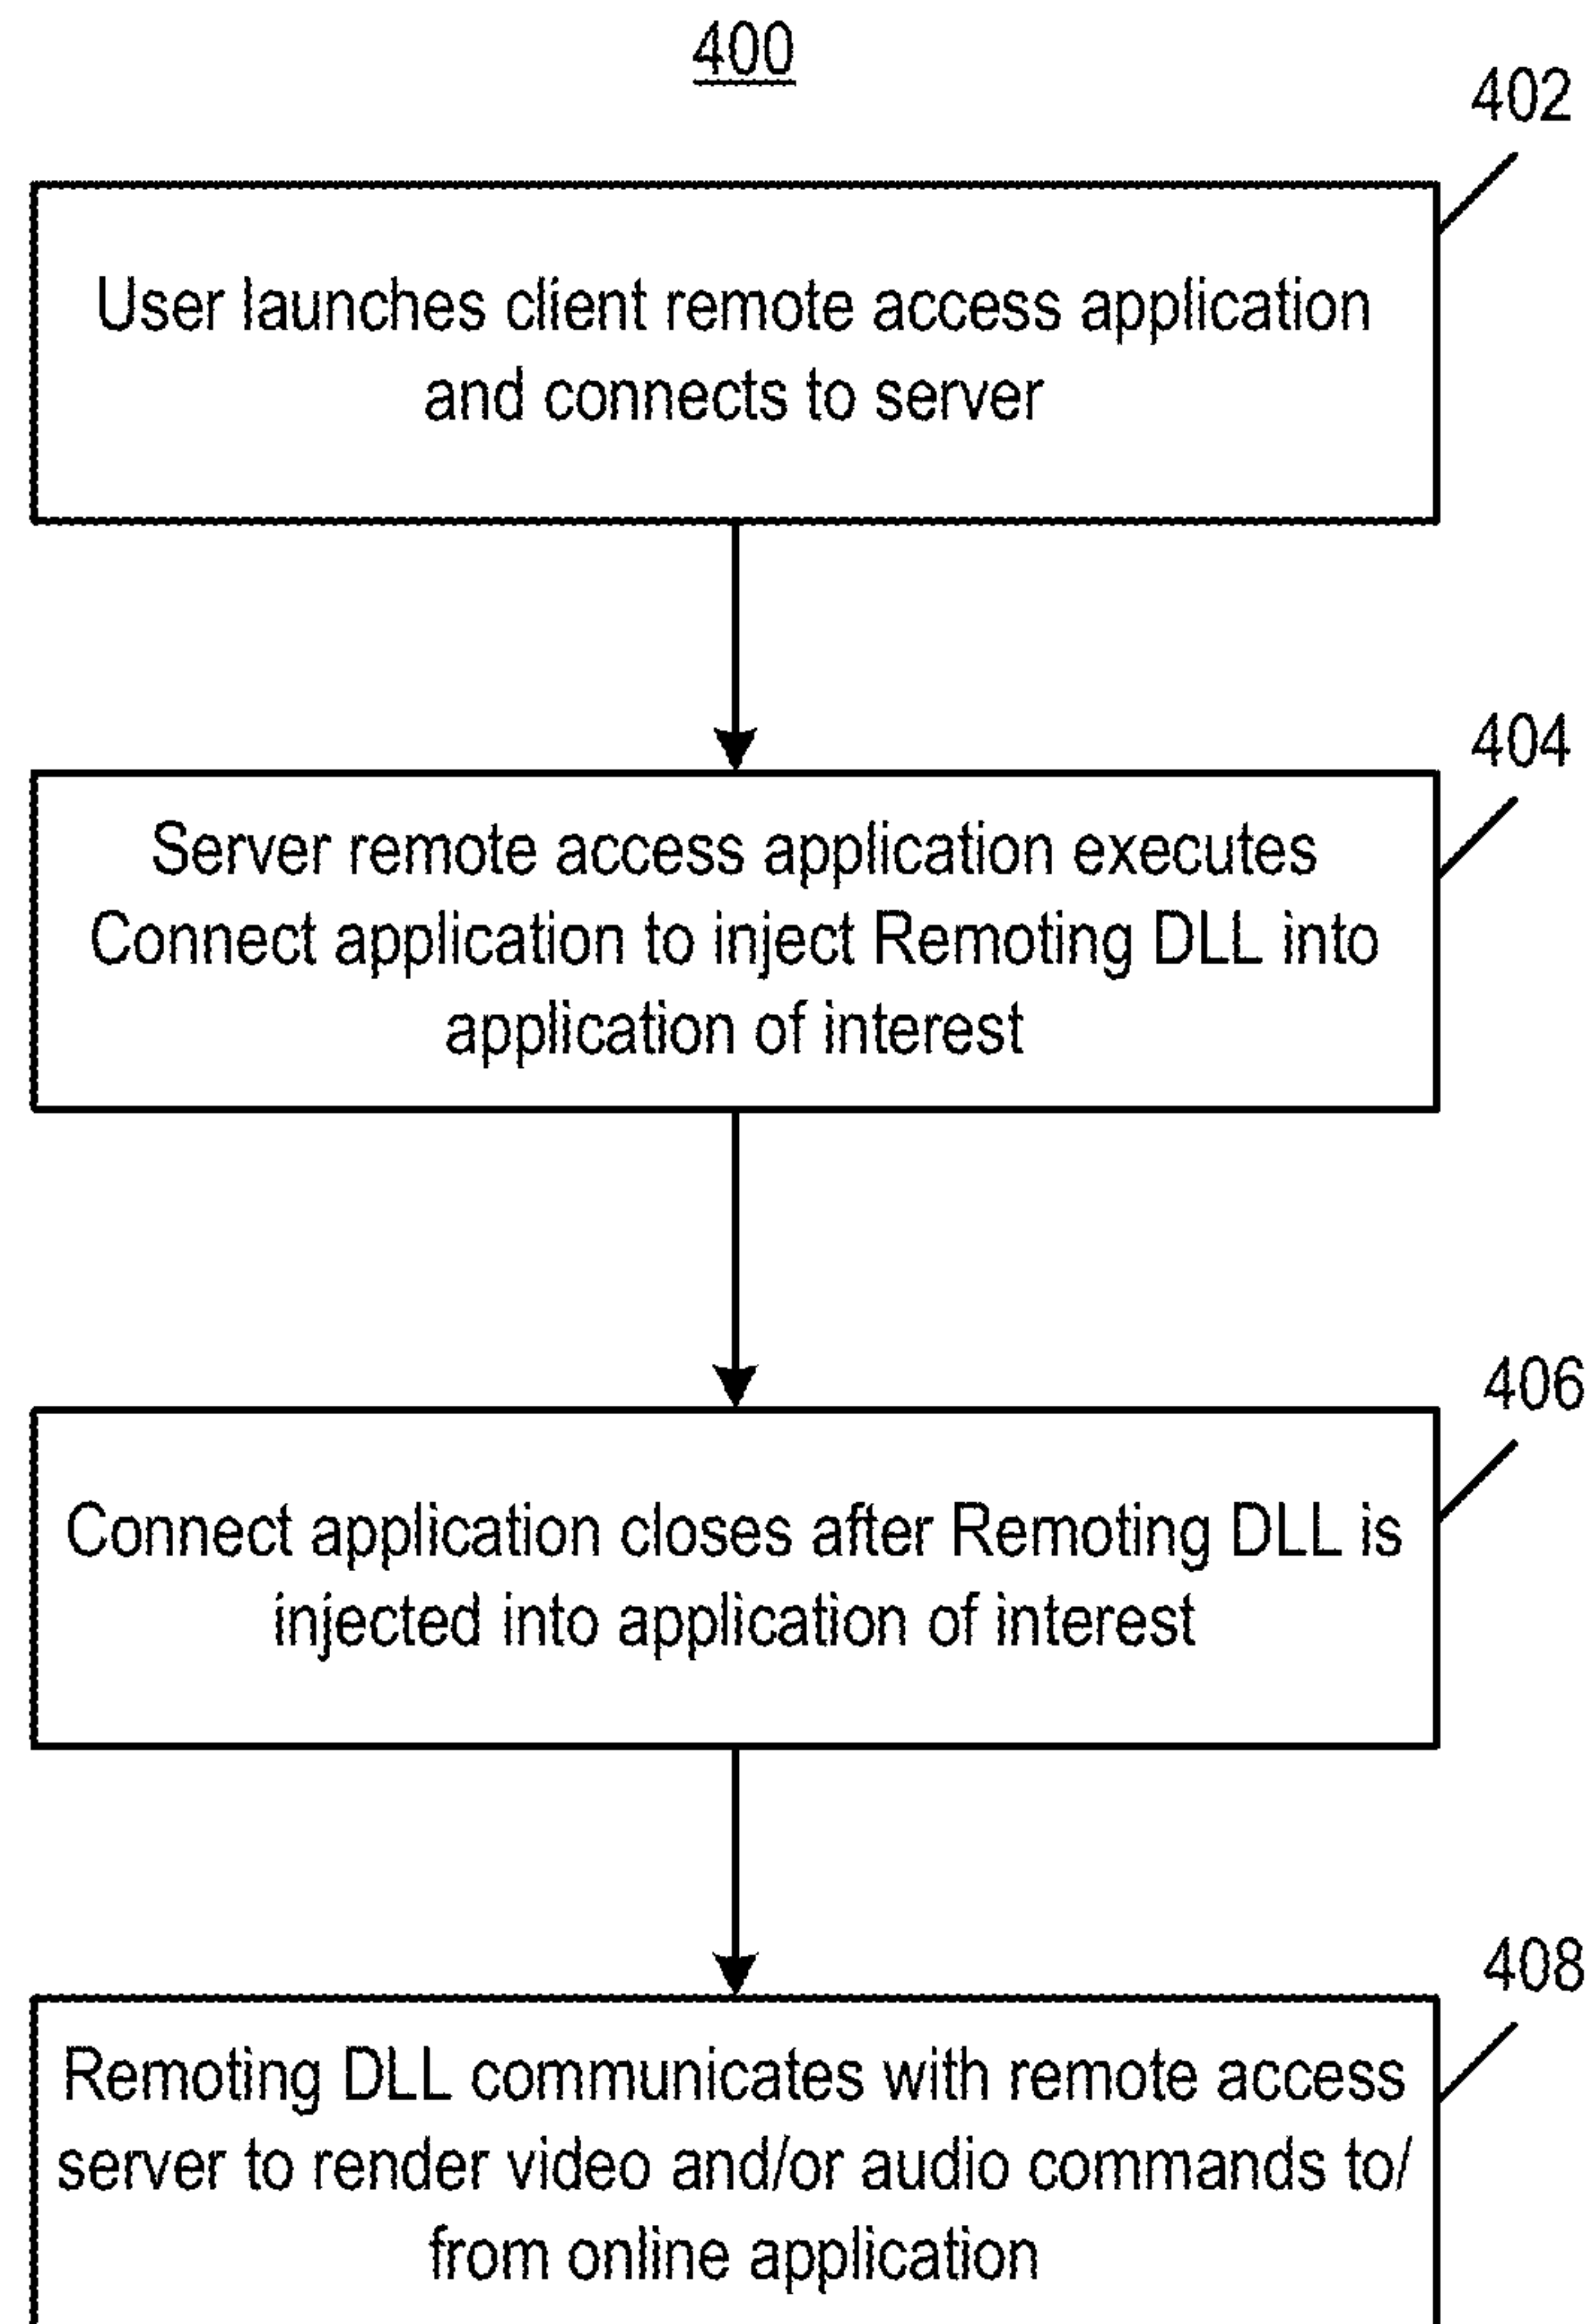 400
402
User launches client remote access application
and connects to server
404
Server remote access application executes
Connect application to inject Remoting DLL into
application of interest
406
Connect application closes after Remoting DLL is
injected into application of interest
408
Remoting DLL communicates with remote access
server to render video and/or audio commands to/
from online application